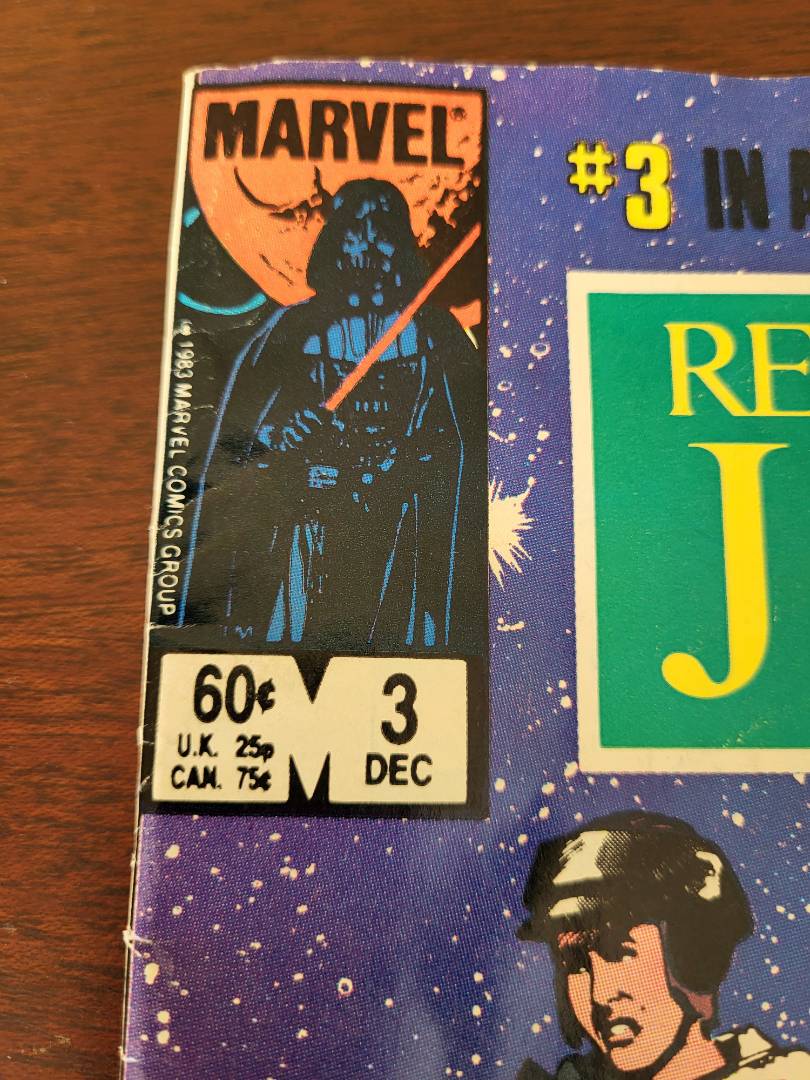 MARVEL®
#3 IN A
RE
J
© 1983 MARVEL COMICS GROUP
60¢
U.K. 25p
CAN. 75¢
3
DEC